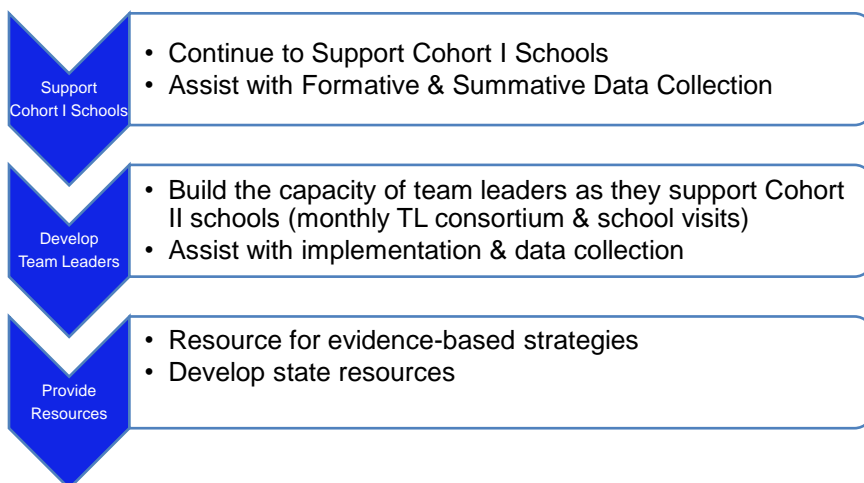 Support
Cohort I Schools
• Continue to Support Cohort I Schools
• Assist with Formative & Summative Data Collection
Develop
Team Leaders
• Build the capacity of team leaders as they support Cohort
II schools (monthly TL consortium & school visits)
• Assist with implementation & data collection
Provide
Resources
• Resource for evidence-based strategies
• Develop state resources